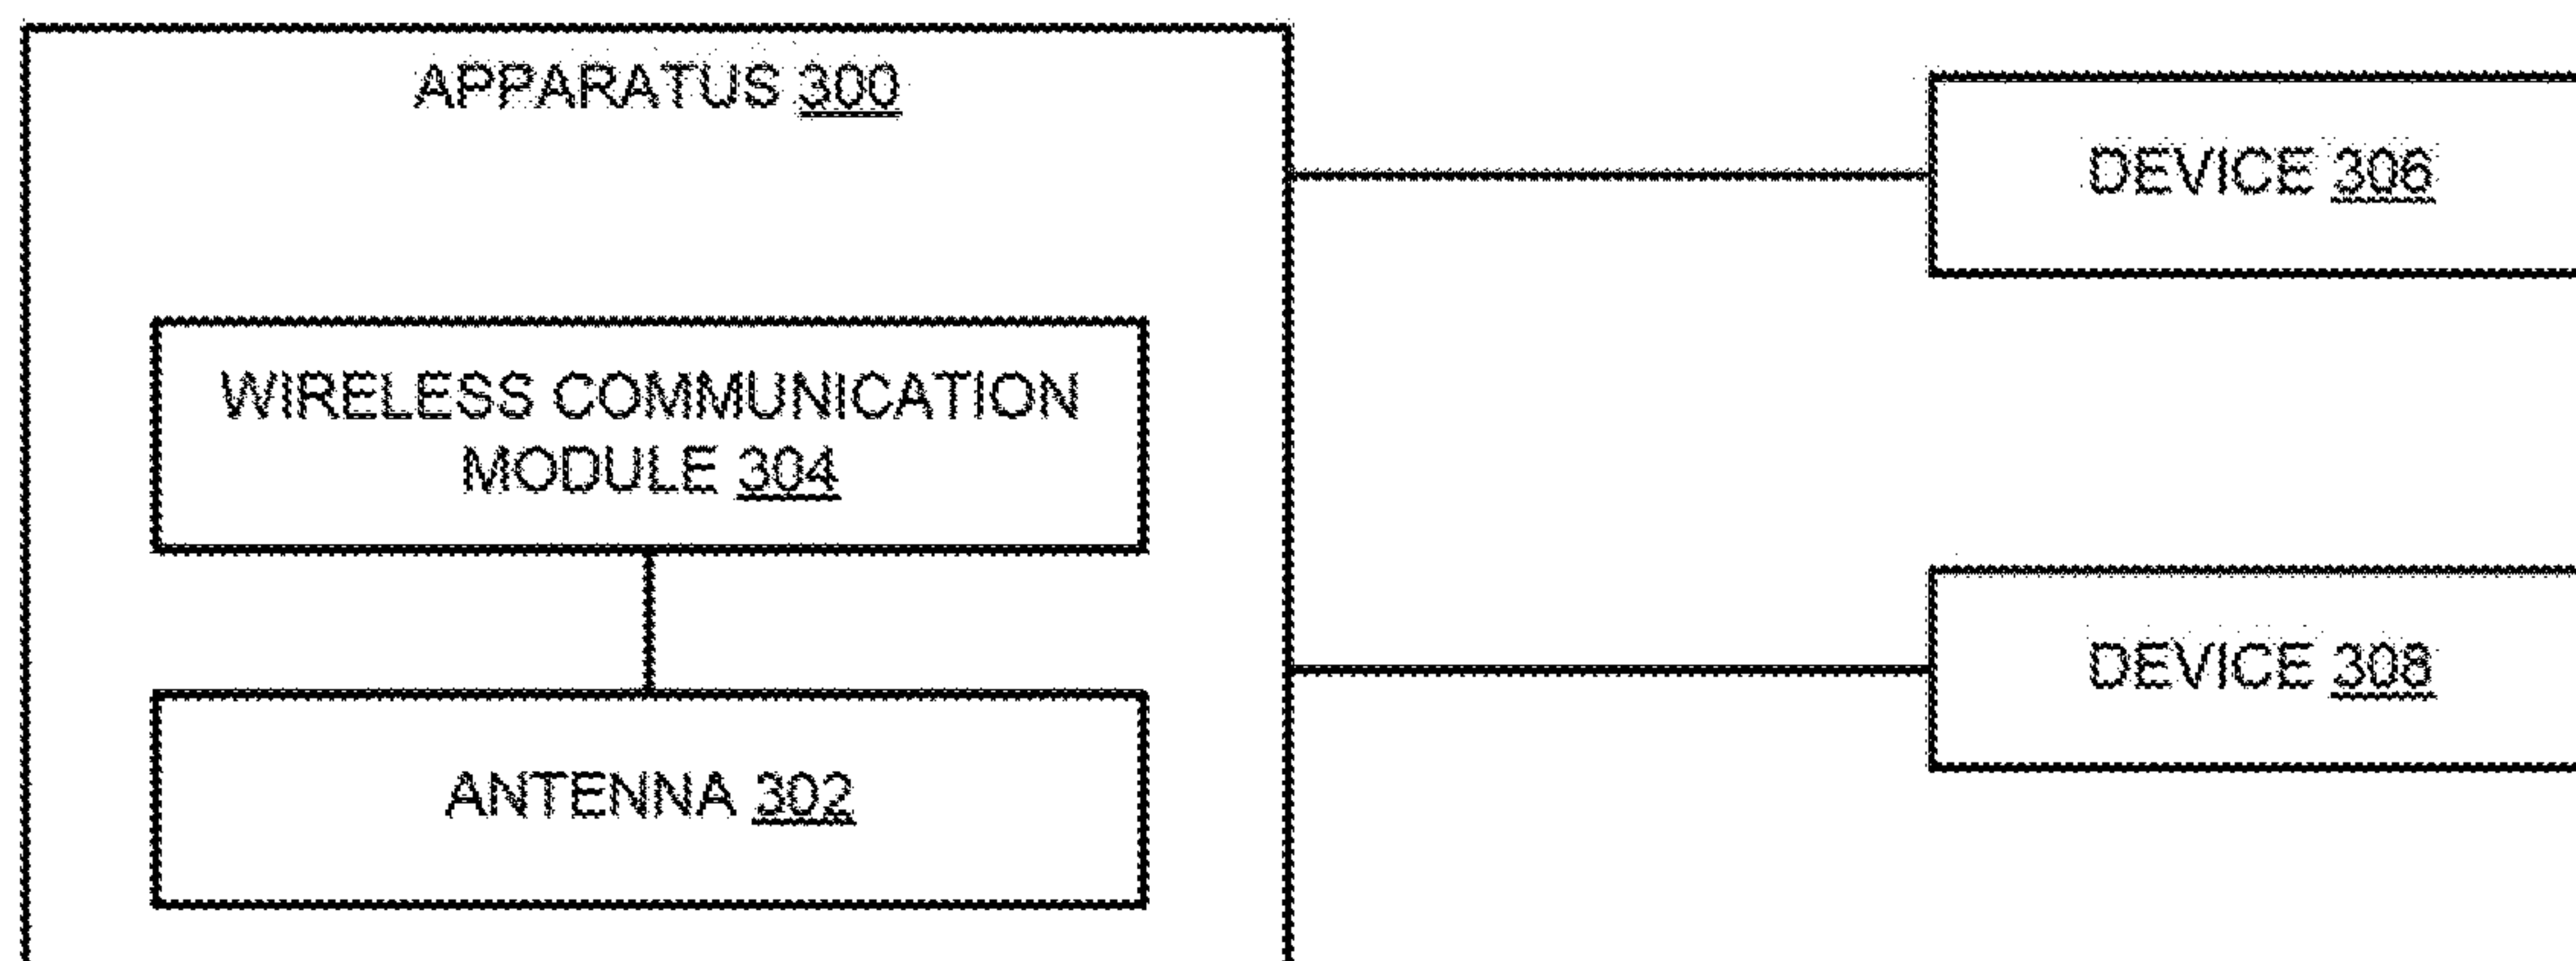 APPARATUS 300
DEVICE 306
WIRELESS COMMUNICATION
MODULE 304
DEVICE 308
ANTENNA 302